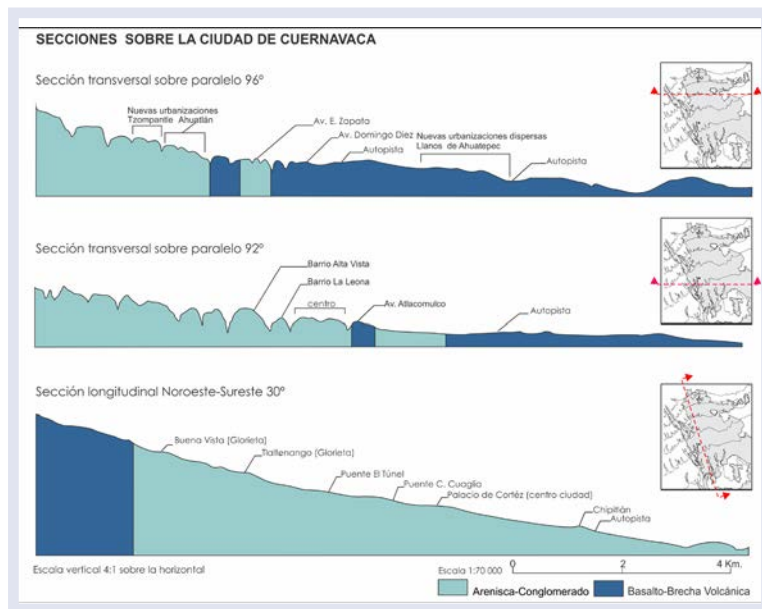 SECCIONES SOBRE LA CIUDAD DE CUERNAVACA
Sección transversal sobre paralelo 96º
Nuevas urbanizaciones
Tzompantle Ahuatlán
Av. E. Zapata
Av. Domingo Diez
Autopista
Nuevas urbanizaciones dispersas
Llanos de Ahuatepec
Autopista
Sección transversal sobre paralelo 92º
Barrio Alta Vista
Barrio La Leona
centro
Av. Atlacomulco
Autopista
Sección longitudinal Noroeste-Sureste 30º
Buena Vista (Glorieta)
Tlaltenango (Glorieta)
Puente El Túnel
Puente C. Cuaglia
Palacio de Cortéz (centro ciudad)
Chipitlán
Autopista
Escala vertical 4:1 sobre la horizontal
Escala 1:70 000
0 2 4 Km.
Arenisca-Conglomerado
Basalto-Brecha Volcánica